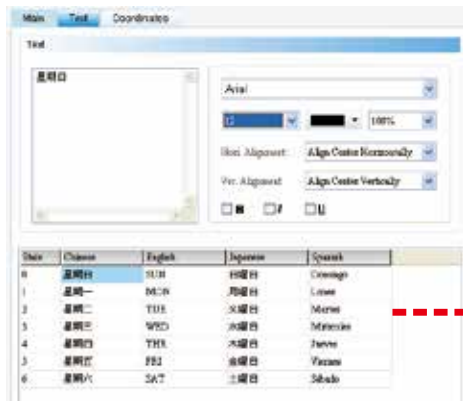 Main Text Coordinates
Text
星期日
Arial
12 100%
Hori. Alignment: Align Center Horizontally
Ver. Alignment: Align Center Vertically
B I U
State Chinese English Japanese Spanish
0 星期日 SUN 日曜日 Domingo
1 星期一 MON 月曜日 Lunes
2 星期二 TUE 火曜日 Martes
3 星期三 WED 水曜日 Miercoles
4 星期四 THR 木曜日 Jueves
5 星期五 FRI 金曜日 Viernes
6 星期六 SAT 土曜日 Sábado